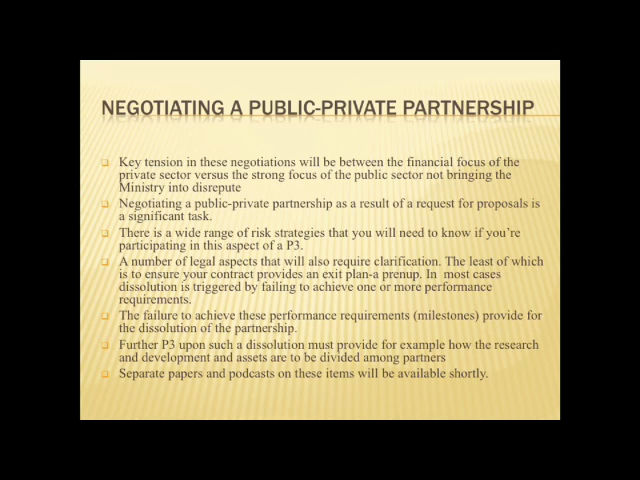 NEGOTIATING A PUBLIC-PRIVATE PARTNERSHIP
Key tension in these negotiations will be between the financial focus of the
private sector versus the strong focus of the public sector not bringing the
Ministry into disrepute
Negotiating a public-private partnership as a result of a request for proposals is
a significant task.
There is a wide range of risk strategies that you will need to know if you're
participating in this aspect of a P3.
A number of legal aspects that will also require clarification. The least of which
is to ensure your contract provides an exit plan-a prenup. In  most cases
dissolution is triggered by failing to achieve one or more performance
requirements.
The failure to achieve these performance requirements (milestones) provide for
the dissolution of the partnership.
Further P3 upon such a dissolution must provide for example how the research
and development and assets are to be divided among partners
Separate papers and podcasts on these items will be available shortly.